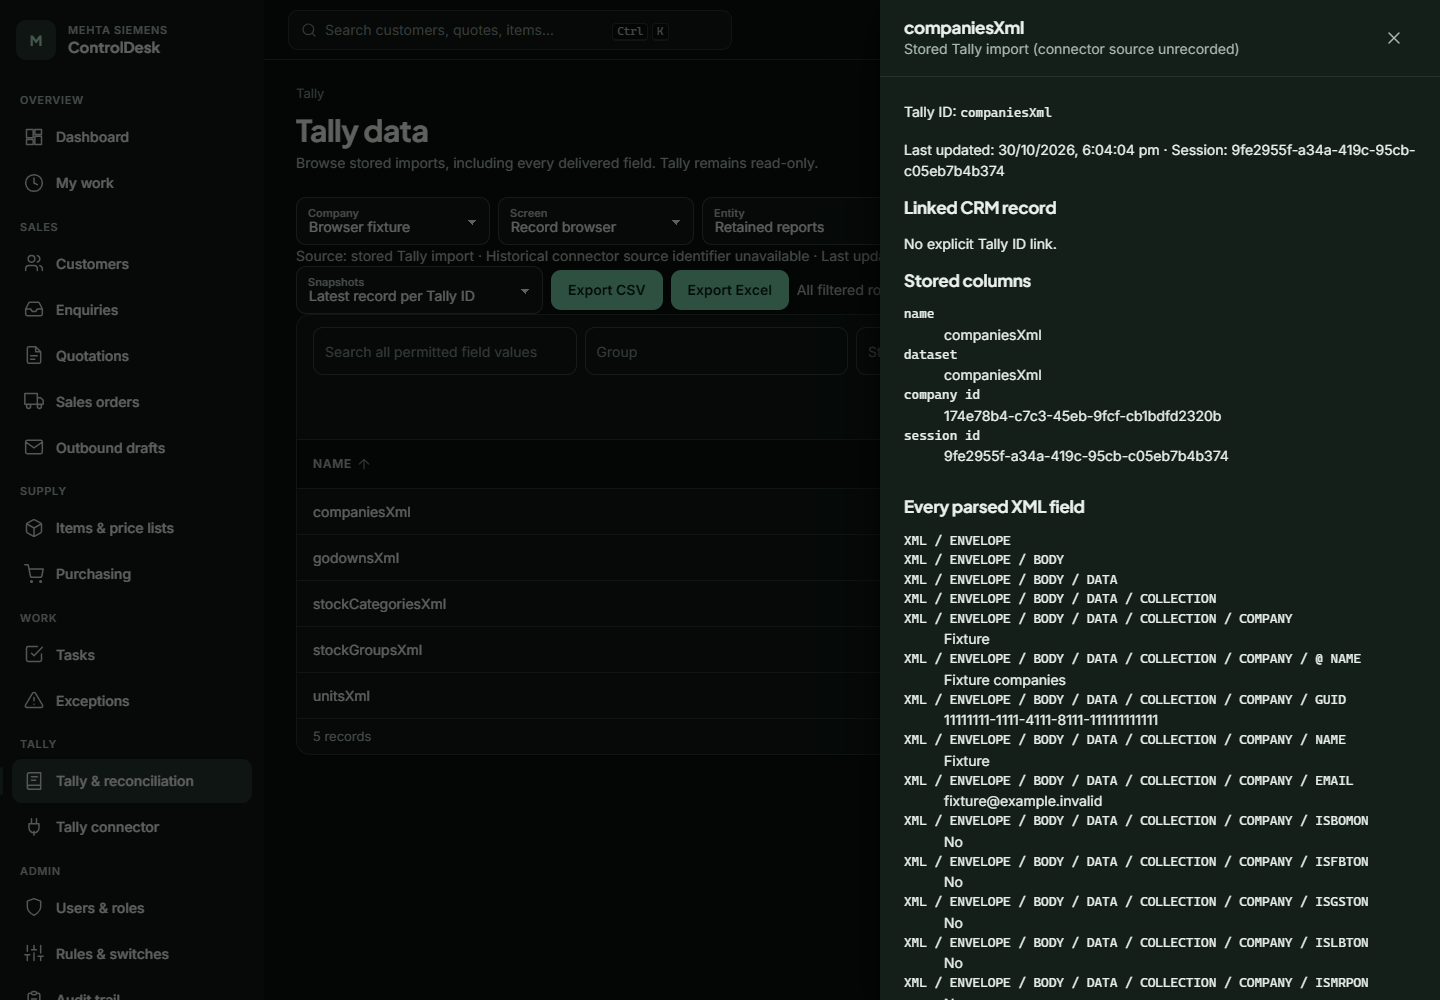 M
MEHTA SIEMENS
ControlDesk
OVERVIEW
Dashboard
My work
SALES
Customers
Enquiries
Quotations
Sales orders
Outbound drafts
SUPPLY
Items & price lists
Purchasing
WORK
Tasks
Exceptions
TALLY
Tally & reconciliation
Tally connector
ADMIN
Users & roles
Rules & switches
Audit trail
Search customers, quotes, items... Ctrl K
Tally
Tally data
Browse stored imports, including every delivered field. Tally remains read-only.
Company
Browser fixture
Screen
Record browser
Entity
Retained reports
Source: stored Tally import · Historical connector source identifier unavailable · Last upda
Snapshots
Latest record per Tally ID
Export CSV
Export Excel
All filtered ro
Search all permitted field values
Group
St
NAME ↑
companiesXml
godownsXml
stockCategoriesXml
stockGroupsXml
unitsXml
5 records
companiesXml
Stored Tally import (connector source unrecorded)
Tally ID: companiesXml
Last updated: 30/10/2026, 6:04:04 pm · Session: 9fe2955f-a34a-419c-95cb-
c05eb7b4b374
Linked CRM record
No explicit Tally ID link.
Stored columns
name
companiesXml
dataset
companiesXml
company id
174e78b4-c7c3-45eb-9fcf-cb1bdfd2320b
session id
9fe2955f-a34a-419c-95cb-c05eb7b4b374
Every parsed XML field
XML / ENVELOPE
XML / ENVELOPE / BODY
XML / ENVELOPE / BODY / DATA
XML / ENVELOPE / BODY / DATA / COLLECTION
XML / ENVELOPE / BODY / DATA / COLLECTION / COMPANY
Fixture
XML / ENVELOPE / BODY / DATA / COLLECTION / COMPANY / @ NAME
Fixture companies
XML / ENVELOPE / BODY / DATA / COLLECTION / COMPANY / GUID
11111111-1111-4111-8111-111111111111
XML / ENVELOPE / BODY / DATA / COLLECTION / COMPANY / NAME
Fixture
XML / ENVELOPE / BODY / DATA / COLLECTION / COMPANY / EMAIL
fixture@example.invalid
XML / ENVELOPE / BODY / DATA / COLLECTION / COMPANY / ISBOMON
No
XML / ENVELOPE / BODY / DATA / COLLECTION / COMPANY / ISFBTON
No
XML / ENVELOPE / BODY / DATA / COLLECTION / COMPANY / ISGSTON
No
XML / ENVELOPE / BODY / DATA / COLLECTION / COMPANY / ISLBTON
No
XML / ENVELOPE / BODY / DATA / COLLECTION / COMPANY / ISMRPON